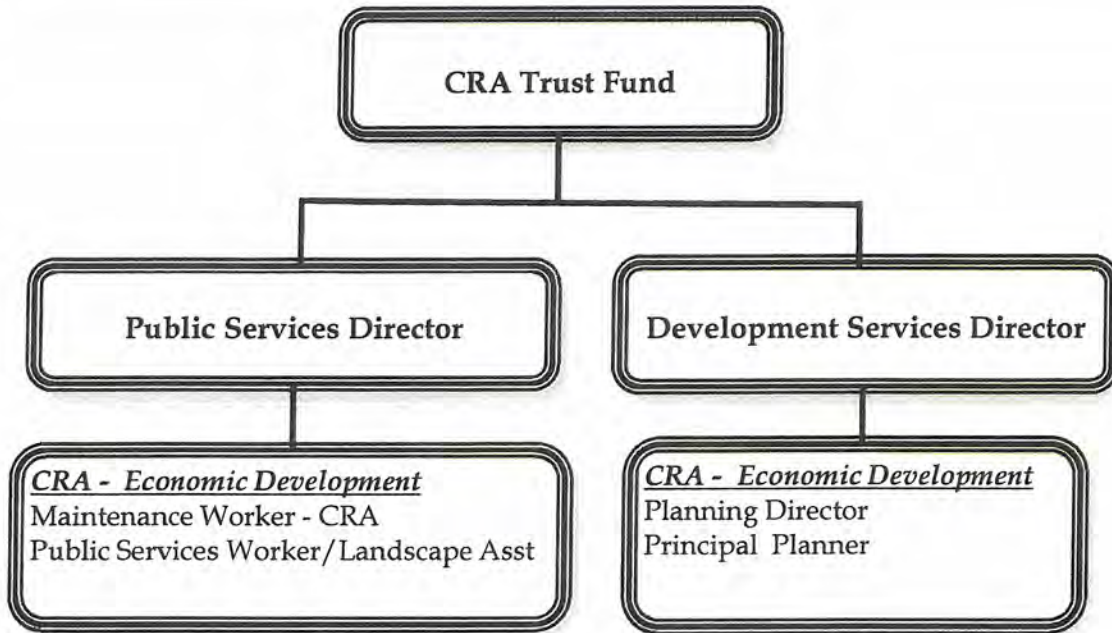 CRA Trust Fund
Public Services Director
Development Services Director
CRA - Economic Development
Maintenance Worker - CRA
Public Services Worker/Landscape Asst
CRA - Economic Development
Planning Director
Principal Planner